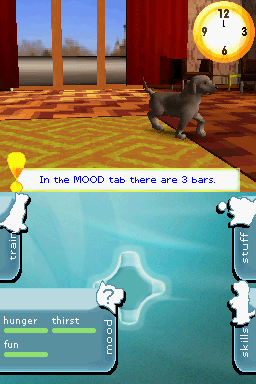 12
9 3
6
In the MOOD tab there are 3 bars.
train
stuff
?
hunger thirst
fun
mood
skills